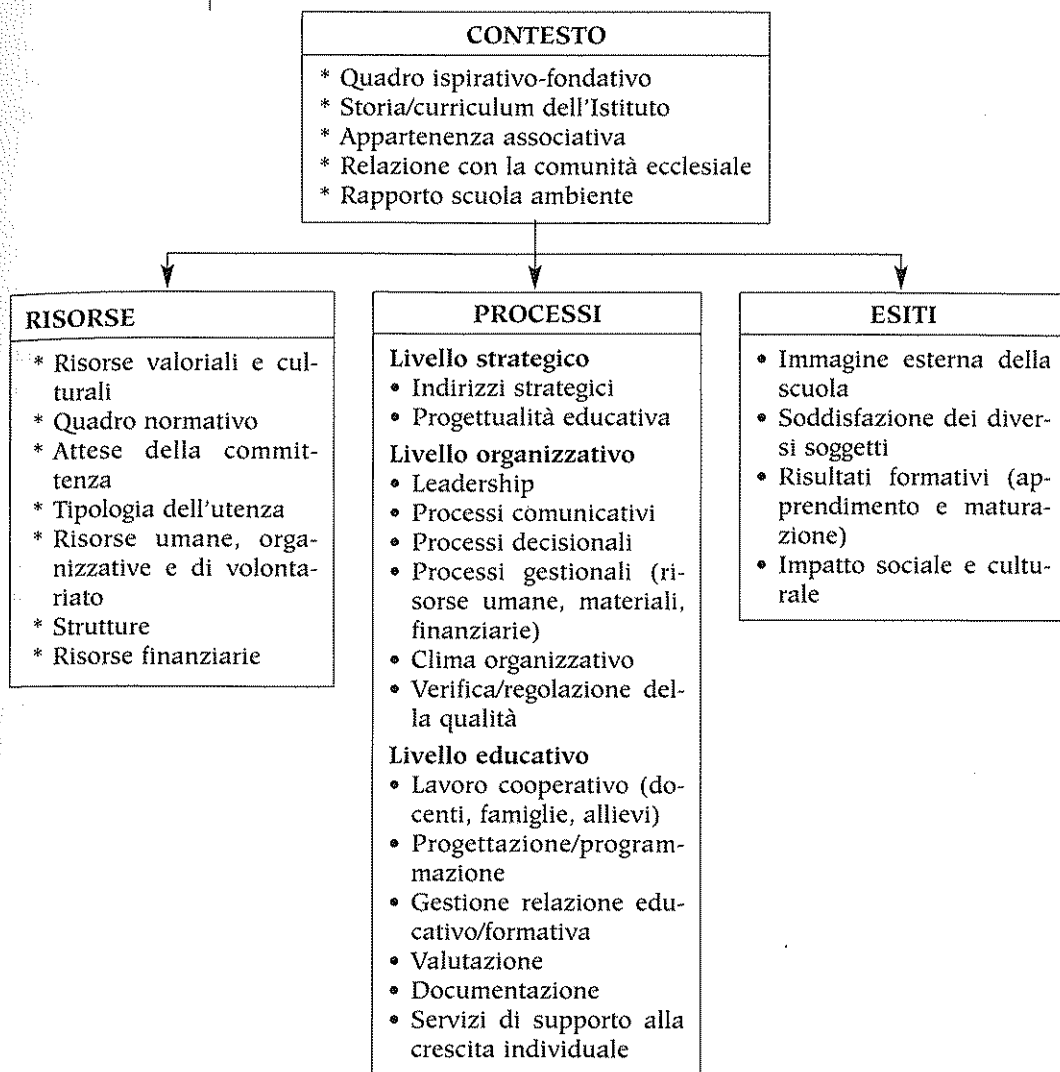 CONTESTO
* Quadro ispirativo-fondativo
* Storia/curriculum dell'Istituto
* Appartenenza associativa
* Relazione con la comunità ecclesiale
* Rapporto scuola ambiente
RISORSE
* Risorse valoriali e cul-
turali
* Quadro normativo
* Attese della commit-
tenza
* Tipologia dell'utenza
* Risorse umane, orga-
nizzative e di volonta-
riato
* Strutture
* Risorse finanziarie
PROCESSI
Livello strategico
• Indirizzi strategici
• Progettualità educativa
Livello organizzativo
• Leadership
• Processi comunicativi
• Processi decisionali
• Processi gestionali (ri-
sorse umane, materiali,
finanziarie)
• Clima organizzativo
• Verifica/regolazione del-
la qualità
Livello educativo
• Lavoro cooperativo (do-
centi, famiglie, allievi)
• Progettazione/program-
mazione
• Gestione relazione edu-
cativo/formativa
• Valutazione
• Documentazione
• Servizi di supporto alla
crescita individuale
ESITI
• Immagine esterna della
scuola
• Soddisfazione dei diver-
si soggetti
• Risultati formativi (ap-
prendimento e matura-
zione)
• Impatto sociale e cultu-
rale